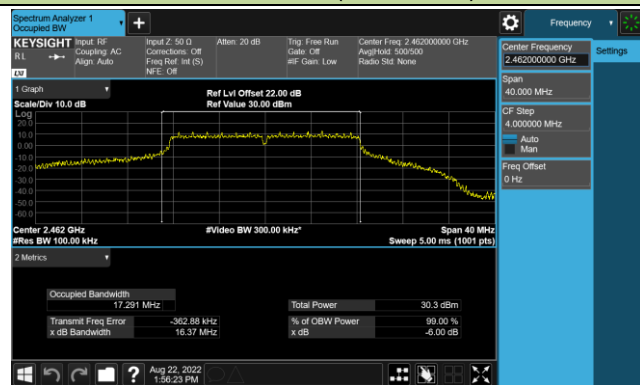 Spectrum Analyzer 1
Occupied BW
Frequency
KEYSIGHT
R L
Input: RF
Coupling: AC
Align: Auto
Input Z: 50 Ω
Corrections: Off
Freq Ref: Int (S)
NFE: Off
Atten: 20 dB
Trig: Free Run
Gate: Off
#IF Gain: Low
Center Freq: 2.462000000 GHz
Avg|Hold: 500/500
Radio Std: None
LXI
Center Frequency
2.462000000 GHz
Settings
Span
40.000 MHz
CF Step
4.000000 MHz
Auto
Man
Freq Offset
0 Hz
1 Graph
Scale/Div 10.0 dB
Ref Lvl Offset 22.00 dB
Ref Value 30.00 dBm
Log
20.0
10.0
0.00
-10.0
-20.0
-30.0
-40.0
-50.0
-60.0
Center 2.462 GHz
#Res BW 100.00 kHz
#Video BW 300.00 kHz*
Span 40 MHz
Sweep 5.00 ms (1001 pts)
2 Metrics
Occupied Bandwidth
17.291 MHz
Total Power 30.3 dBm
Transmit Freq Error -362.88 kHz
% of OBW Power 99.00 %
x dB Bandwidth 16.37 MHz
x dB -6.00 dB
?
Aug 22, 2022
1:56:23 PM